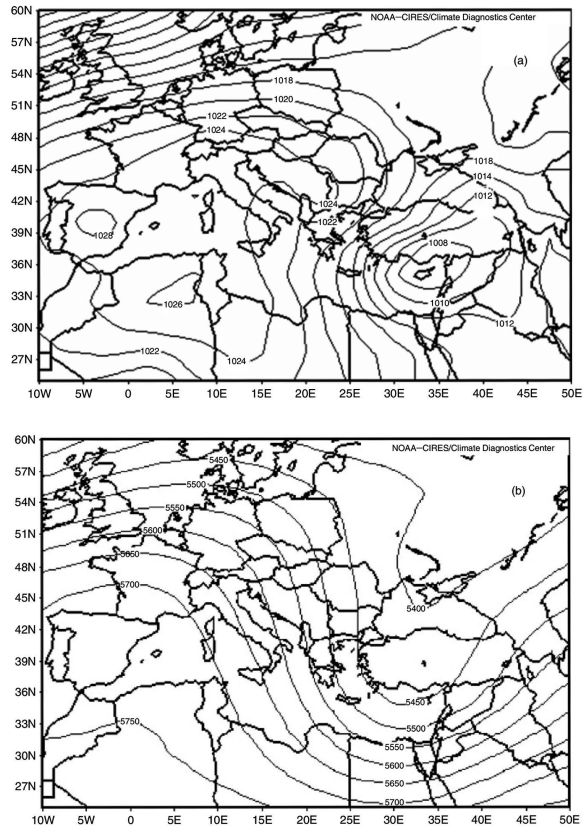 60N
NOAA–CIRES/Climate Diagnostics Center
57N
(a)
54N
1018
51N
1020
1022
48N
1024
45N
1018
1014
42N
1024
1012
1022
39N
1028
1008
36N
33N
1026
1010
30N
1012
1022
1024
27N
10W 5W 0 5E 10E 15E 20E 25E 30E 35E 40E 45E 50E
60N
NOAA–CIRES/Climate Diagnostics Center
5450
57N
5500
(b)
54N
5550
51N
5600
5650
48N
5700
45N
5400
42N
39N
36N
5450
33N
5750
5500
5550
30N
5600
5650
27N
5700
10W 5W 0 5E 10E 15E 20E 25E 30E 35E 40E 45E 50E